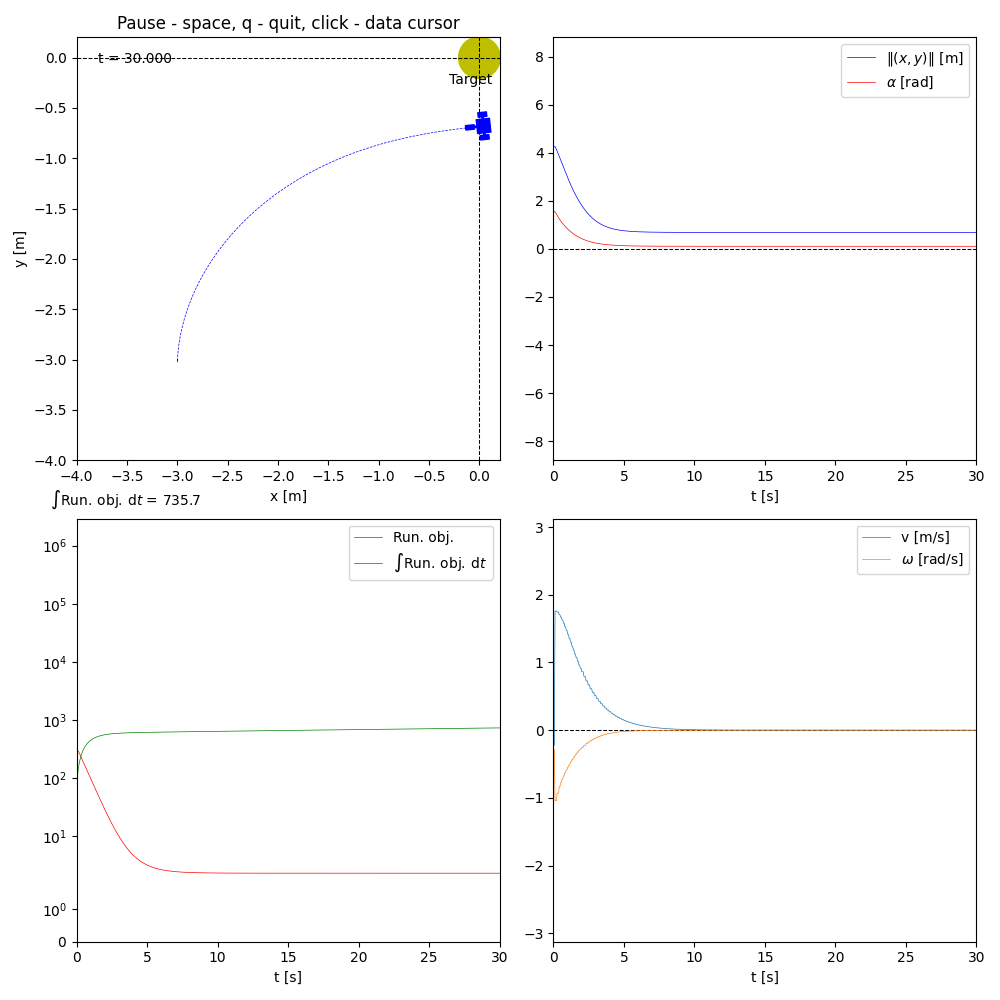 Pause - space, q - quit, click - data cursor
t = 30.000
Target
0.0
−0.5
−1.0
−1.5
−2.0
−2.5
−3.0
−3.5
−4.0
y [m]
−4.0 −3.5 −3.0 −2.5 −2.0 −1.5 −1.0 −0.5 0.0
x [m]
‖(x, y)‖ [m]
α [rad]
8
6
4
2
0
−2
−4
−6
−8
0 5 10 15 20 25 30
t [s]
∫Run. obj. dt = 735.7
Run. obj.
∫Run. obj. dt
10⁶
10⁵
10⁴
10³
10²
10¹
10⁰
0
0 5 10 15 20 25 30
t [s]
v [m/s]
ω [rad/s]
3
2
1
0
−1
−2
−3
0 5 10 15 20 25 30
t [s]